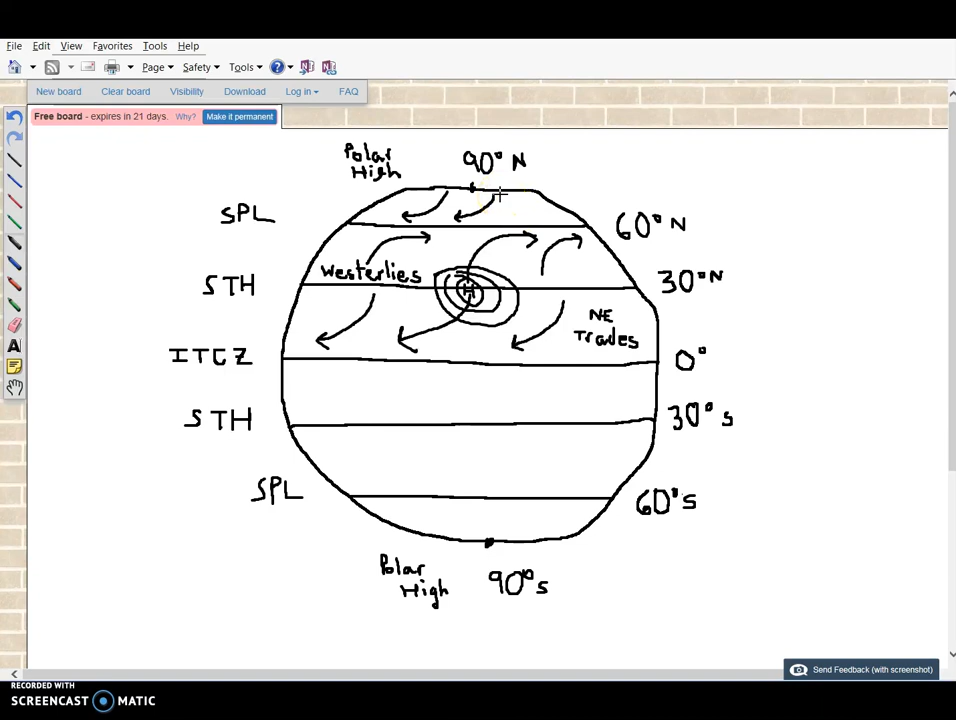 File Edit View Favorites Tools Help
Page Safety Tools
New board Clear board Visibility Download Log in FAQ
Free board - expires in 21 days. Why? Make it permanent
Polar
High
90° N
SPL
60° N
Westerlies
STH
H
30° N
NE
Trades
ITCZ
0°
STH
30° S
SPL
60° S
Polar
High
90° S
Send Feedback (with screenshot)
RECORDED WITH
SCREENCAST MATIC